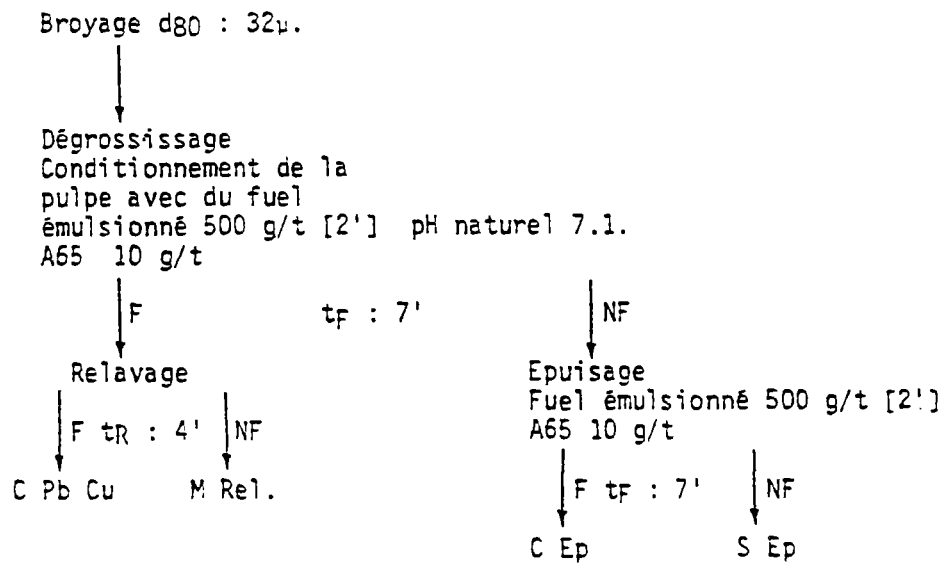 Broyage d80 : 32µ.
Dégrossissage
Conditionnement de la
pulpe avec du fuel
émulsionné 500 g/t [2'] pH naturel 7.1.
A65 10 g/t
F tF : 7' NF
Relavage
F tR : 4' NF
C Pb Cu M Rel.
Epuisage
Fuel émulsionné 500 g/t [2']
A65 10 g/t
F tF : 7' NF
C Ep S Ep